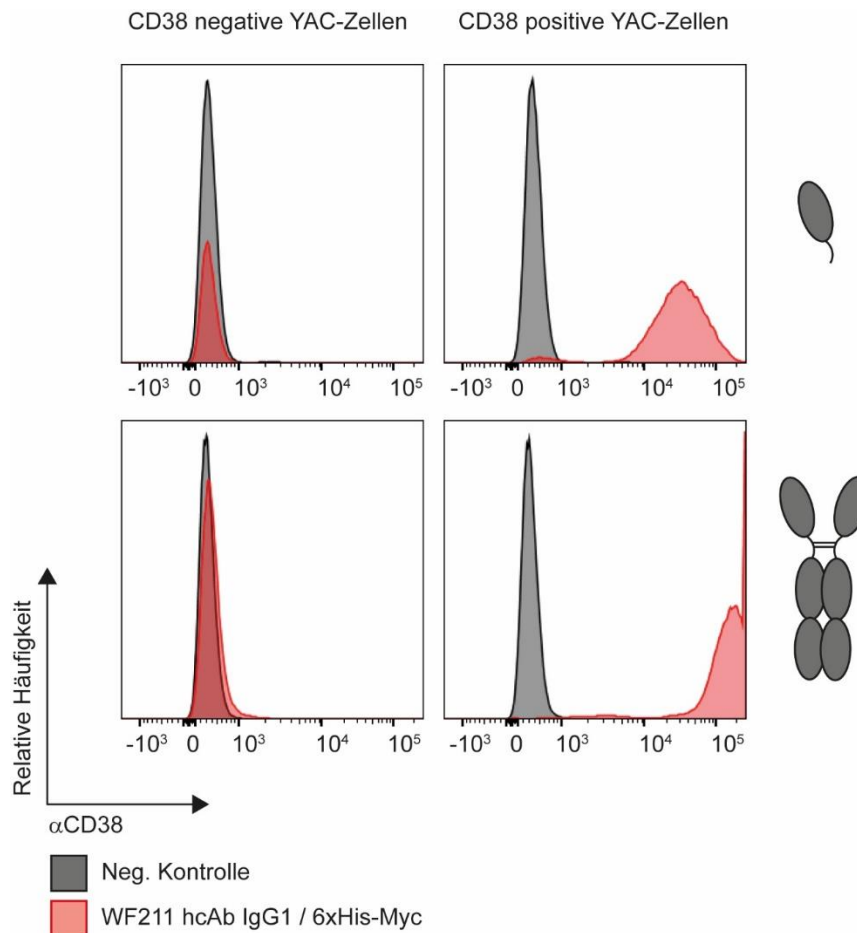 CD38 negative YAC-Zellen
CD38 positive YAC-Zellen
-10³ 0 10³ 10⁴ 10⁵
-10³ 0 10³ 10⁴ 10⁵
-10³ 0 10³ 10⁴ 10⁵
-10³ 0 10³ 10⁴ 10⁵
Relative Häufigkeit
αCD38
Neg. Kontrolle
WF211 hcAb IgG1 / 6xHis-Myc